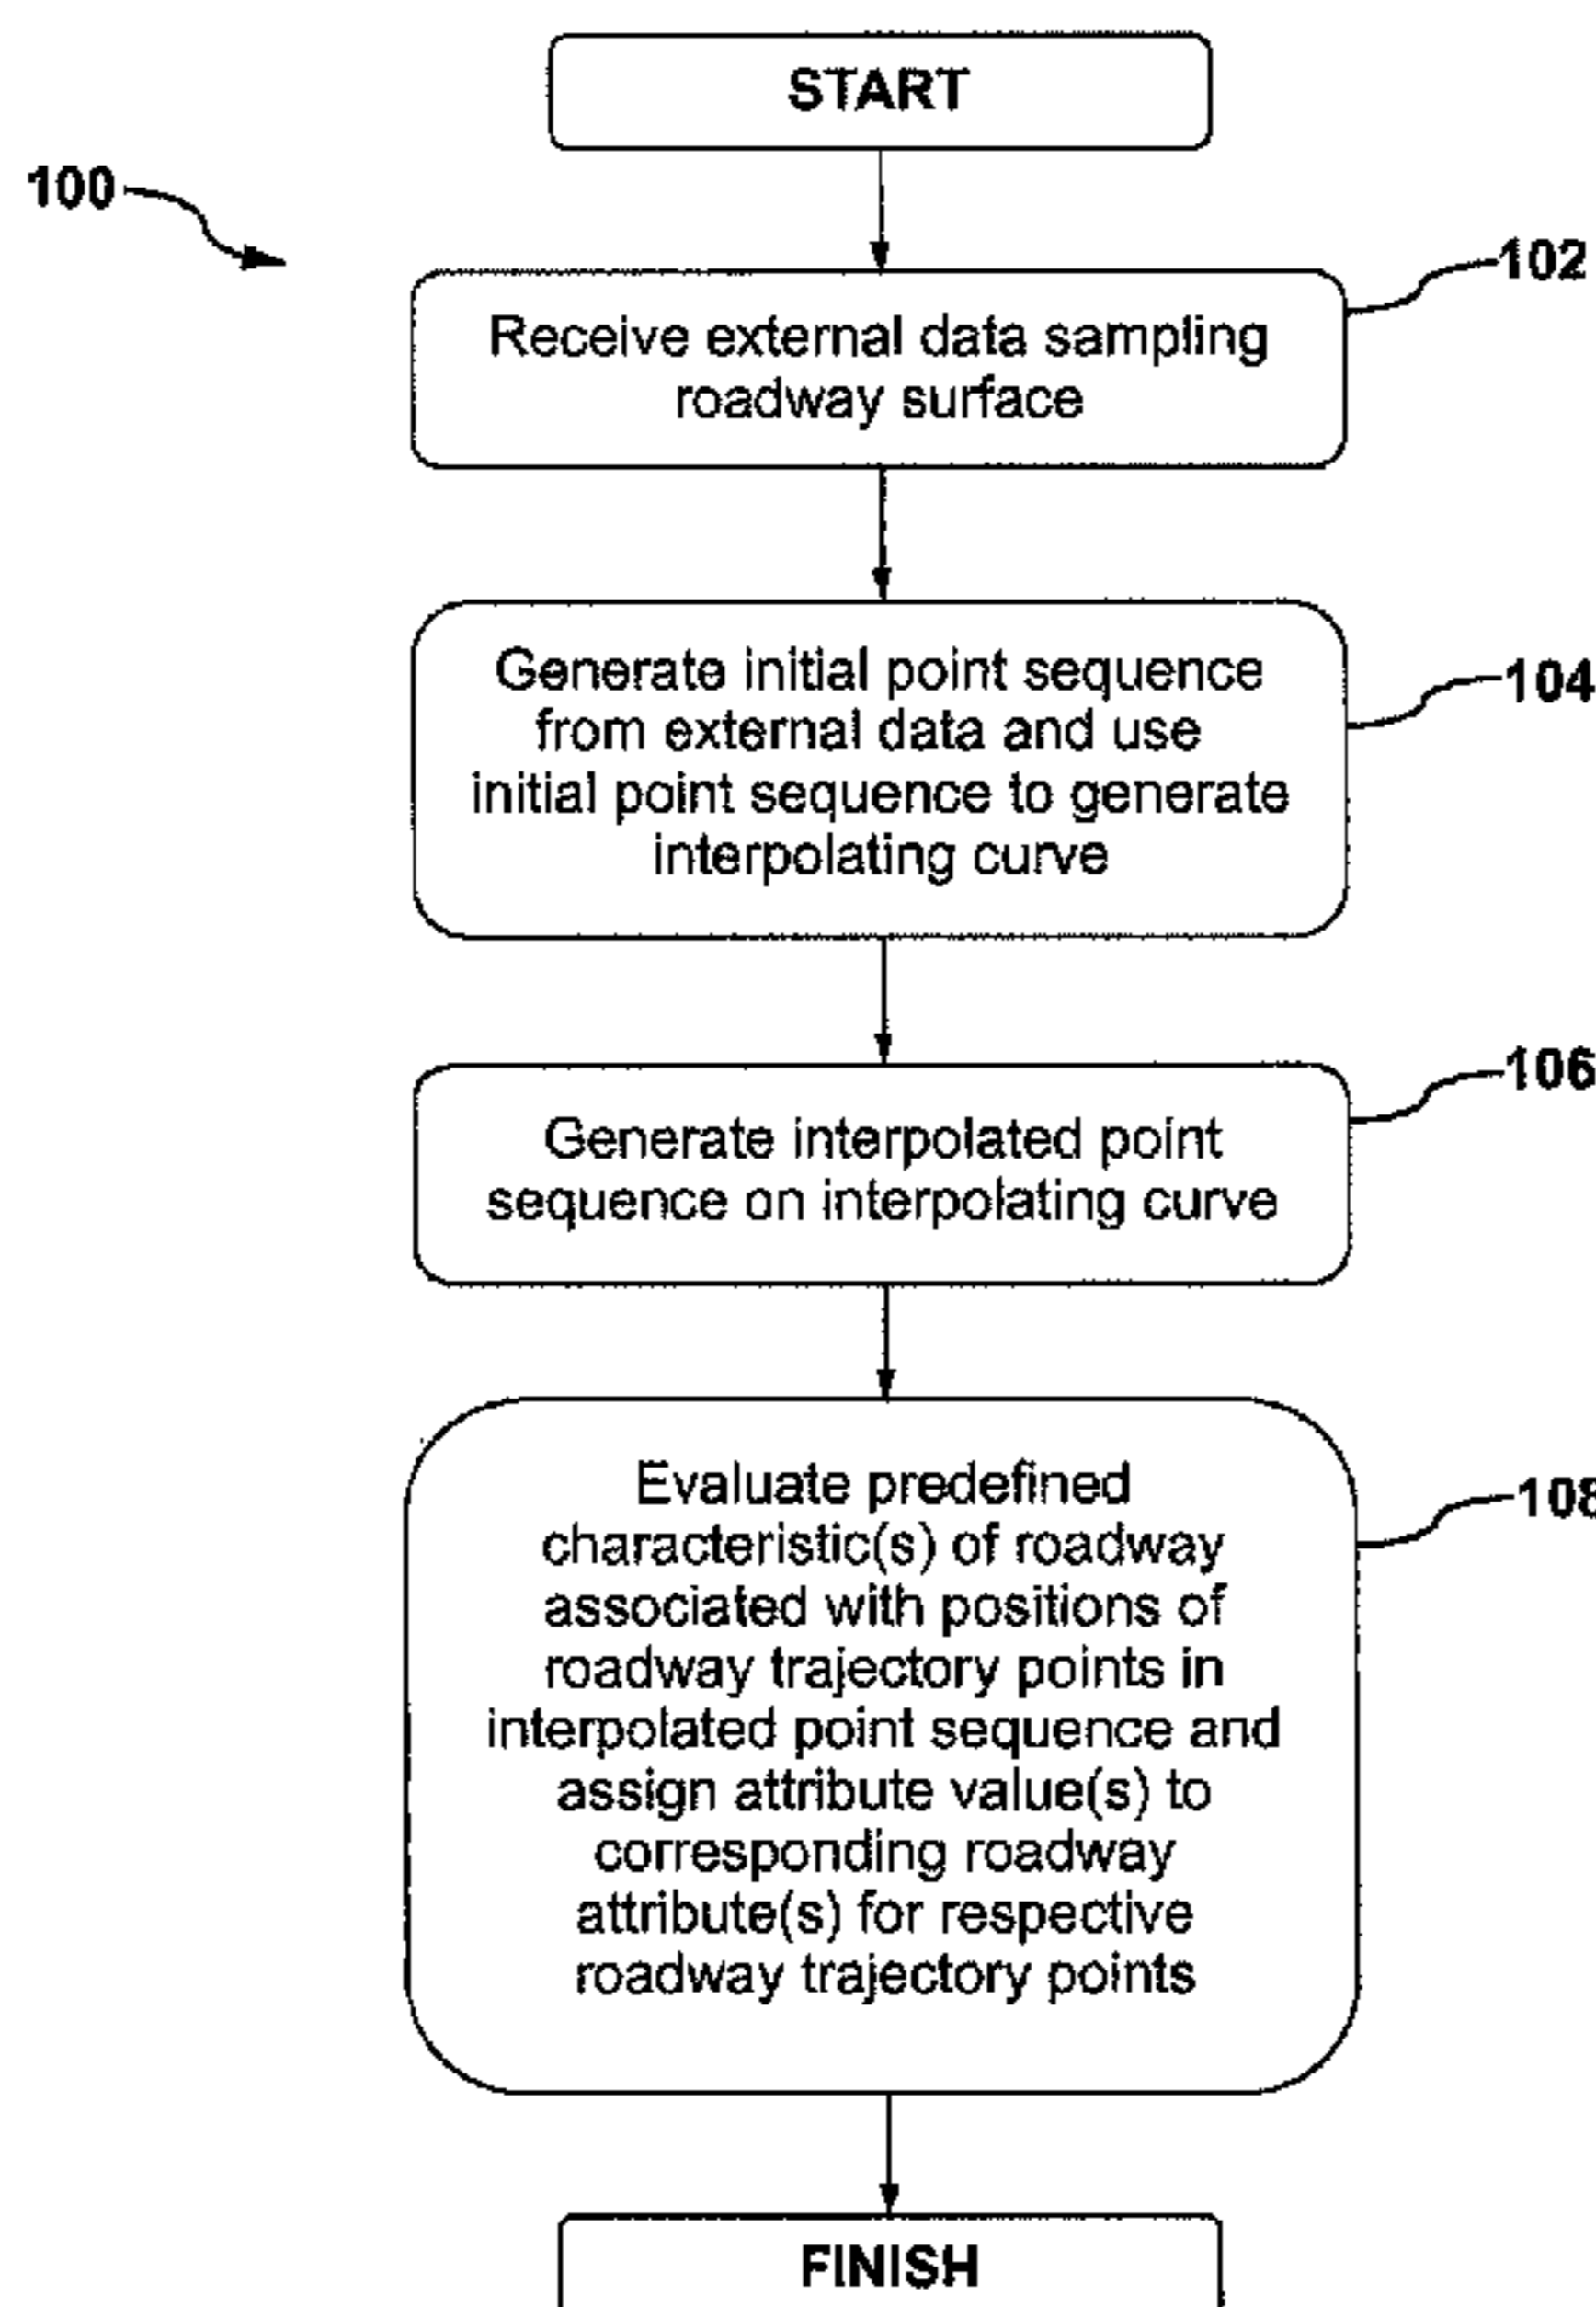 START
100
102
Receive external data sampling
roadway surface
Generate initial point sequence
from external data and use
initial point sequence to generate
interpolating curve
104
106
Generate interpolated point
sequence on interpolating curve
Evaluate predefined
characteristic(s) of roadway
associated with positions of
roadway trajectory points in
interpolated point sequence and
assign attribute value(s) to
corresponding roadway
attribute(s) for respective
roadway trajectory points
108
FINISH